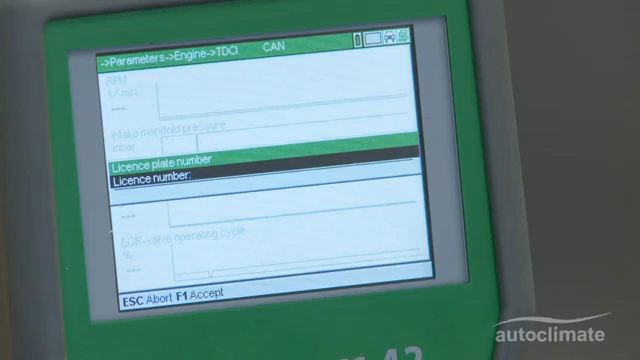 ->Parameters->Engine->TDCI CAN
RPM
t/min
---
Intake manifold pressure
mbar
Licence plate number
Licence number:
---
EGR-valve operating cycle
%
---
ESC Abort F1 Accept
42
autoclimate